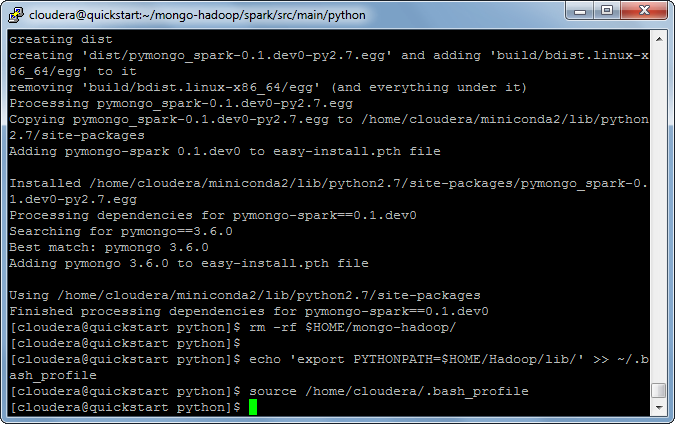 cloudera@quickstart:~/mongo-hadoop/spark/src/main/python
creating dist
creating 'dist/pymongo_spark-0.1.dev0-py2.7.egg' and adding 'build/bdist.linux-x
86_64/egg' to it
removing 'build/bdist.linux-x86_64/egg' (and everything under it)
Processing pymongo_spark-0.1.dev0-py2.7.egg
Copying pymongo_spark-0.1.dev0-py2.7.egg to /home/cloudera/miniconda2/lib/python
2.7/site-packages
Adding pymongo-spark 0.1.dev0 to easy-install.pth file
Installed /home/cloudera/miniconda2/lib/python2.7/site-packages/pymongo_spark-0.
1.dev0-py2.7.egg
Processing dependencies for pymongo-spark==0.1.dev0
Searching for pymongo==3.6.0
Best match: pymongo 3.6.0
Adding pymongo 3.6.0 to easy-install.pth file
Using /home/cloudera/miniconda2/lib/python2.7/site-packages
Finished processing dependencies for pymongo-spark==0.1.dev0
[cloudera@quickstart python]$ rm -rf $HOME/mongo-hadoop/
[cloudera@quickstart python]$
[cloudera@quickstart python]$ echo 'export PYTHONPATH=$HOME/Hadoop/lib/' >> ~/.b
ash_profile
[cloudera@quickstart python]$ source /home/cloudera/.bash_profile
[cloudera@quickstart python]$